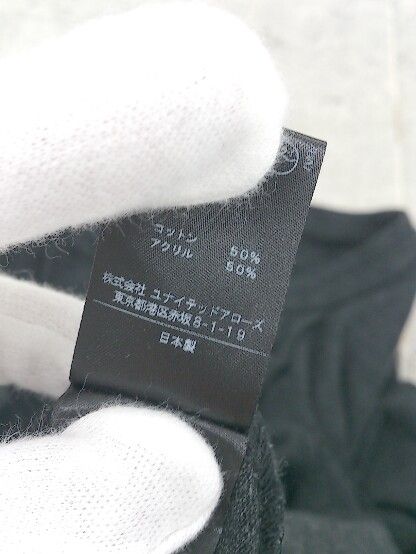 コットン 50%
アクリル 50%
株式会社 ユナイテッドアローズ
東京都港区赤坂8-1-19
日本製